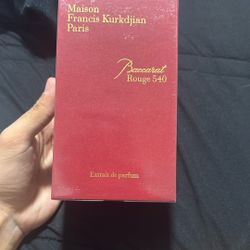 Maison
Francis Kurkdjian
Paris
Baccarat
Rouge 540
Extrait de parfum